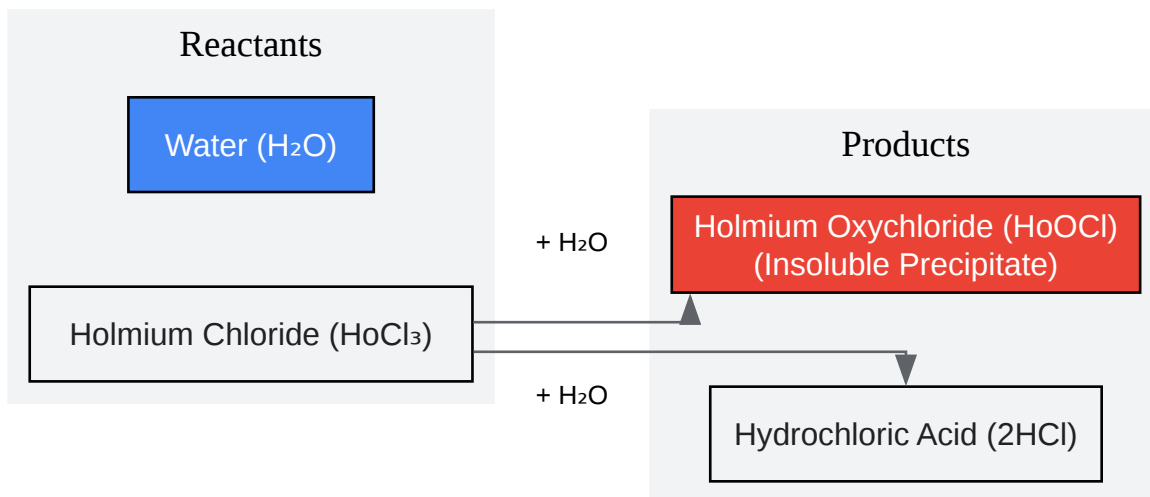 Reactants
Water (H₂O)
Holmium Chloride (HoCl₃)
+ H₂O
+ H₂O
Products
Holmium Oxychloride (HoOCl)
(Insoluble Precipitate)
Hydrochloric Acid (2HCl)